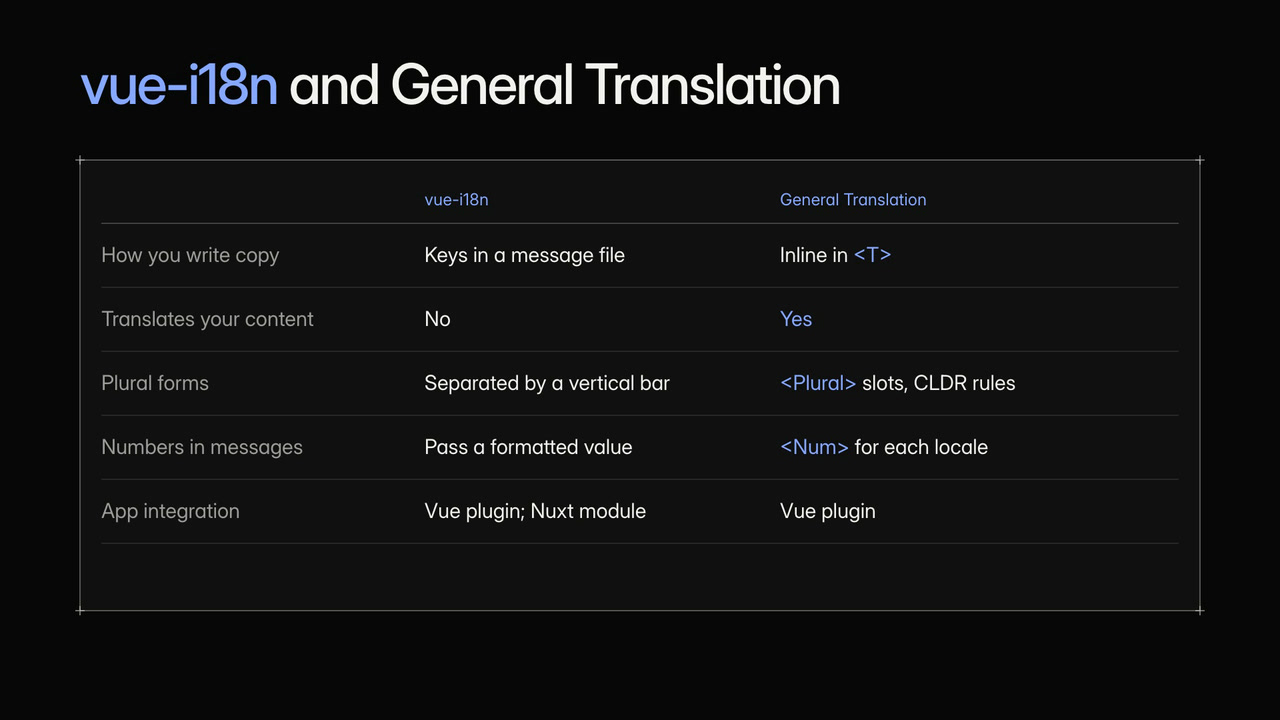 vue-i18n and General Translation
vue-i18n General Translation
How you write copy Keys in a message file Inline in <T>
Translates your content No Yes
Plural forms Separated by a vertical bar <Plural> slots, CLDR rules
Numbers in messages Pass a formatted value <Num> for each locale
App integration Vue plugin; Nuxt module Vue plugin